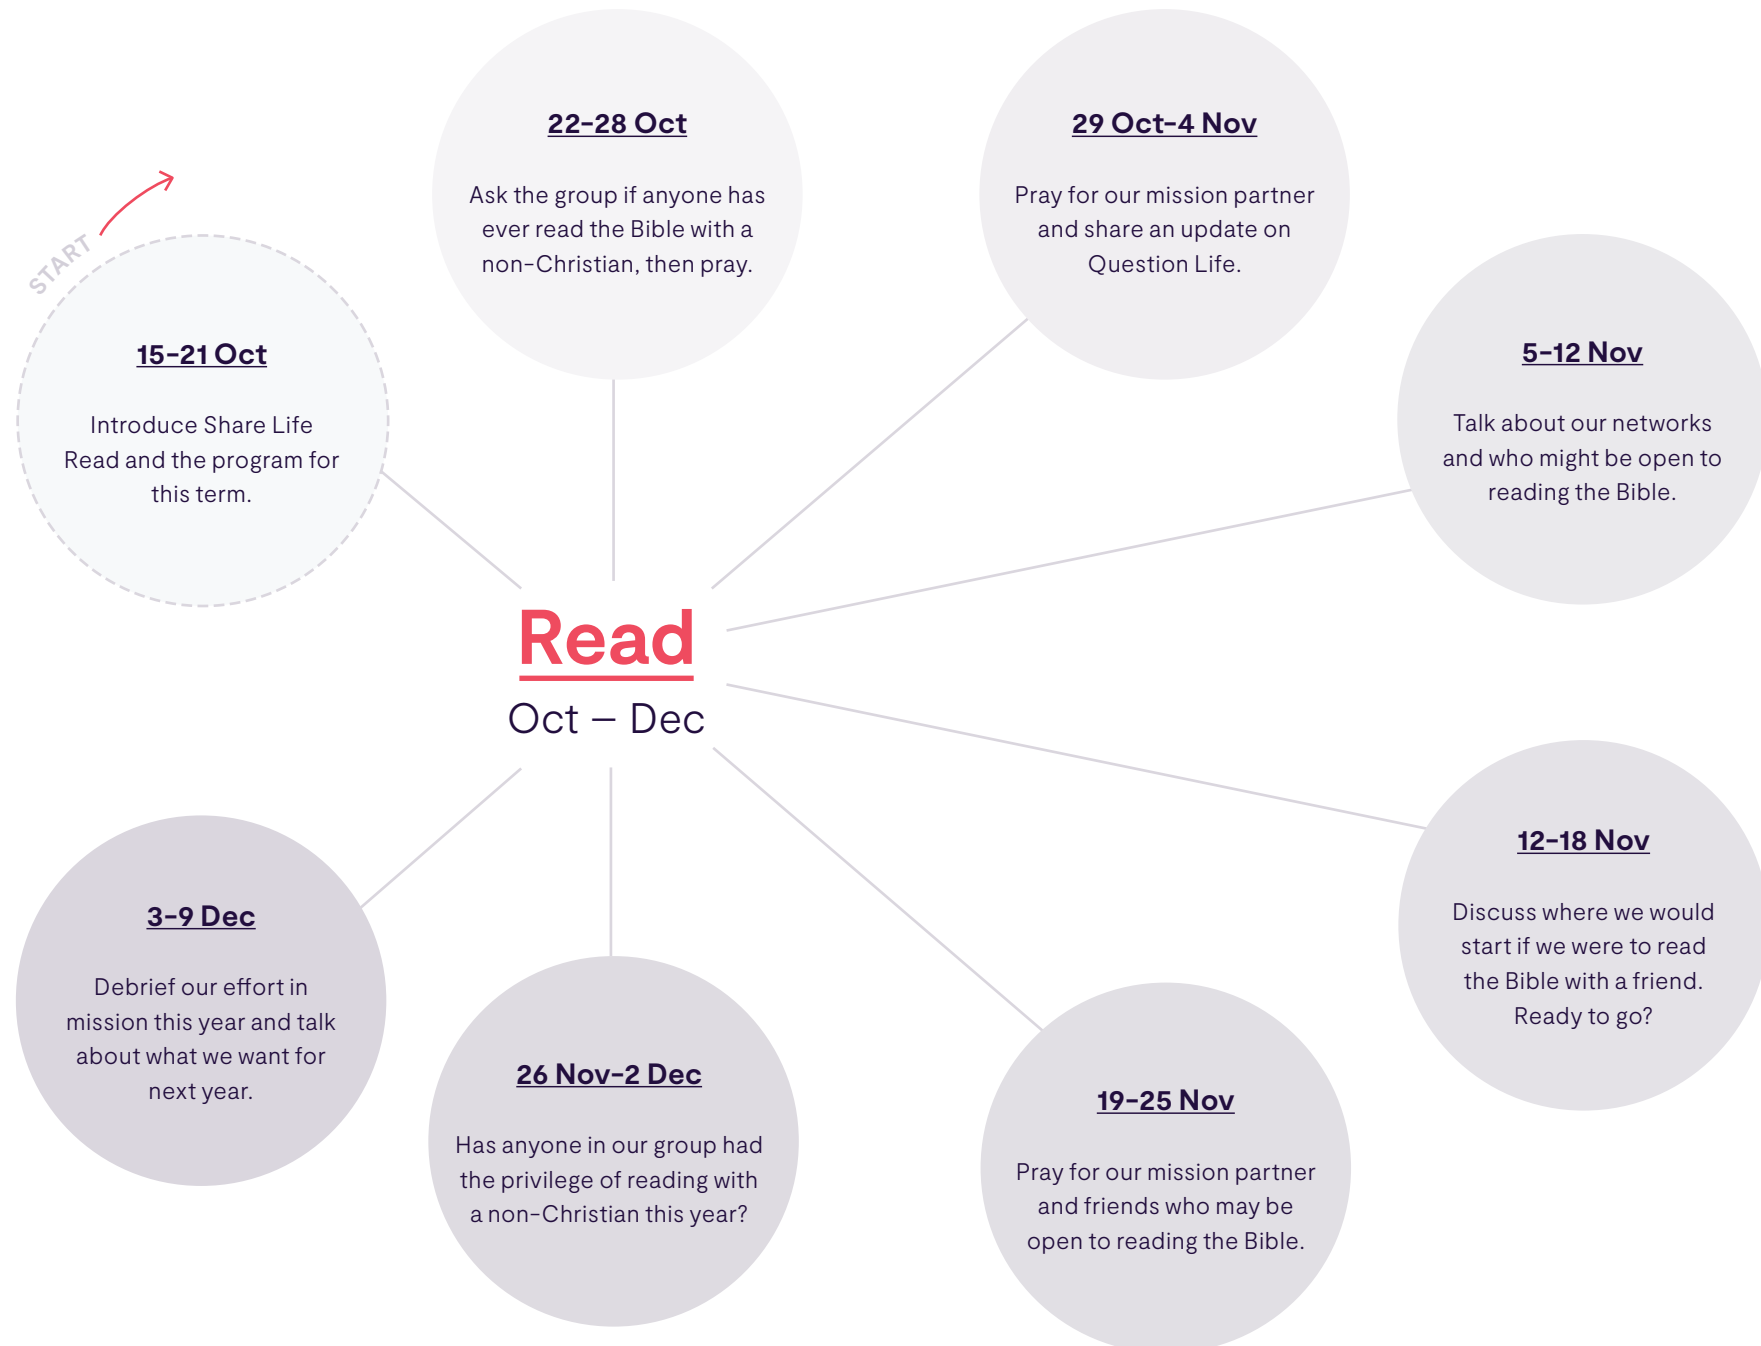 START
15-21 Oct
Introduce Share Life
Read and the program for
this term.
22-28 Oct
Ask the group if anyone has
ever read the Bible with a
non-Christian, then pray.
29 Oct-4 Nov
Pray for our mission partner
and share an update on
Question Life.
5-12 Nov
Talk about our networks
and who might be open to
reading the Bible.
Read
Oct – Dec
12-18 Nov
Discuss where we would
start if we were to read
the Bible with a friend.
Ready to go?
19-25 Nov
Pray for our mission partner
and friends who may be
open to reading the Bible.
26 Nov-2 Dec
Has anyone in our group had
the privilege of reading with
a non-Christian this year?
3-9 Dec
Debrief our effort in
mission this year and talk
about what we want for
next year.